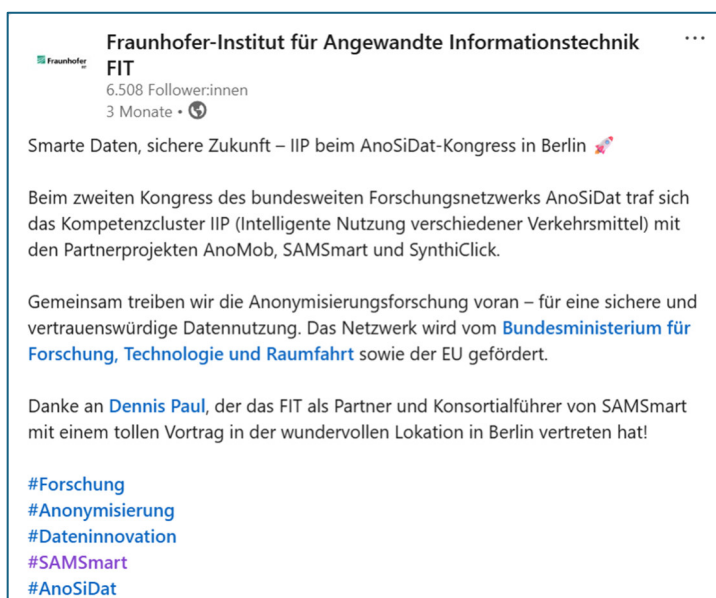 Fraunhofer-Institut für Angewandte Informationstechnik
FIT
Fraunhofer
6.508 Follower:innen
3 Monate •
Smarte Daten, sichere Zukunft – IIP beim AnoSiDat-Kongress in Berlin 🚀
Beim zweiten Kongress des bundesweiten Forschungsnetzwerks AnoSiDat traf sich
das Kompetenzcluster IIP (Intelligente Nutzung verschiedener Verkehrsmittel) mit
den Partnerprojekten AnoMob, SAMSmart und SynthiClick.
Gemeinsam treiben wir die Anonymisierungsforschung voran – für eine sichere und
vertrauenswürdige Datennutzung. Das Netzwerk wird vom Bundesministerium für
Forschung, Technologie und Raumfahrt sowie der EU gefördert.
Danke an Dennis Paul, der das FIT als Partner und Konsortialführer von SAMSmart
mit einem tollen Vortrag in der wundervollen Lokation in Berlin vertreten hat!
#Forschung
#Anonymisierung
#Dateninnovation
#SAMSmart
#AnoSiDat